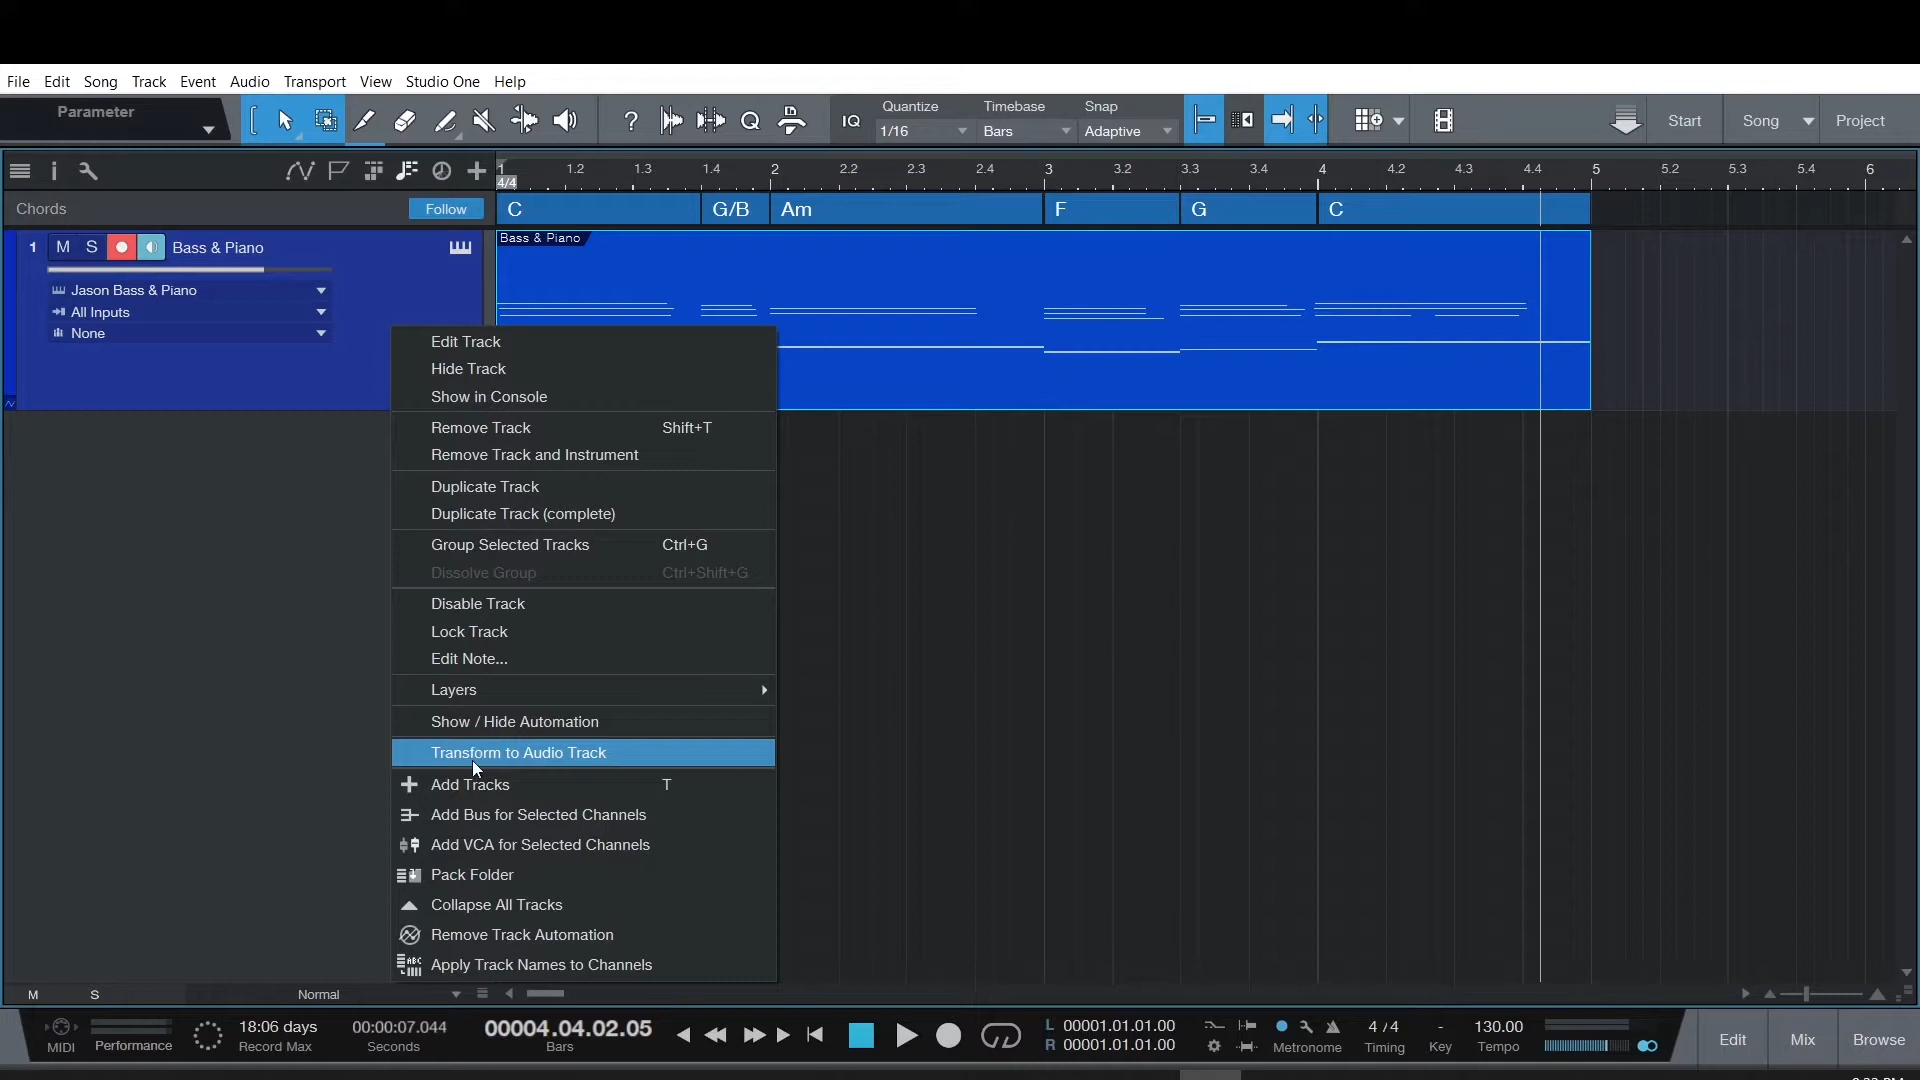 File Edit Song Track Event Audio Transport View Studio One Help
Parameter
IQ
Quantize
1/16
Timebase
Bars
Snap
Adaptive
Start
Song
Project
1 1.2 1.3 1.4 2 2.2 2.3 2.4 3 3.2 3.3 3.4 4 4.2 4.3 4.4 5 5.2 5.3 5.4 6
4/4
Chords
Follow
C G/B Am F G C
1 M S Bass & Piano
Bass & Piano
Jason Bass & Piano
All Inputs
None
Edit Track
Hide Track
Show in Console
Remove Track Shift+T
Remove Track and Instrument
Duplicate Track
Duplicate Track (complete)
Group Selected Tracks Ctrl+G
Dissolve Group Ctrl+Shift+G
Disable Track
Lock Track
Edit Note...
Layers
Show / Hide Automation
Transform to Audio Track
Add Tracks T
Add Bus for Selected Channels
Add VCA for Selected Channels
Pack Folder
Collapse All Tracks
Remove Track Automation
Apply Track Names to Channels
M S Normal
MIDI
Performance
18:06 days
Record Max
00:00:07.044
Seconds
00004.04.02.05
Bars
L 00001.01.01.00
R 00001.01.01.00
Metronome
4 / 4
Timing
-
Key
130.00
Tempo
Edit
Mix
Browse